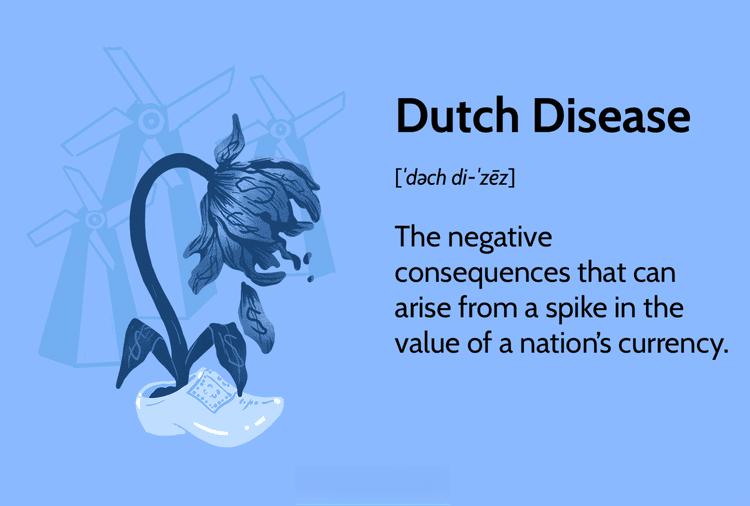 Dutch Disease
[ˈdəch di-ˈzēz]
The negative
consequences that can
arise from a spike in the
value of a nation’s currency.